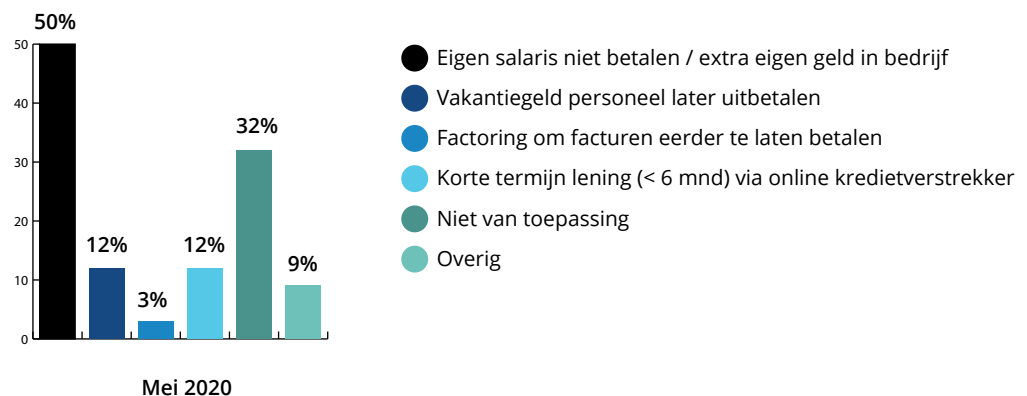 50%
50
40
30
20
10
0
12%
3%
12%
32%
9%
Mei 2020
Eigen salaris niet betalen / extra eigen geld in bedrijf
Vakantiegeld personeel later uitbetalen
Factoring om facturen eerder te laten betalen
Korte termijn lening (< 6 mnd) via online kredietverstrekker
Niet van toepassing
Overig